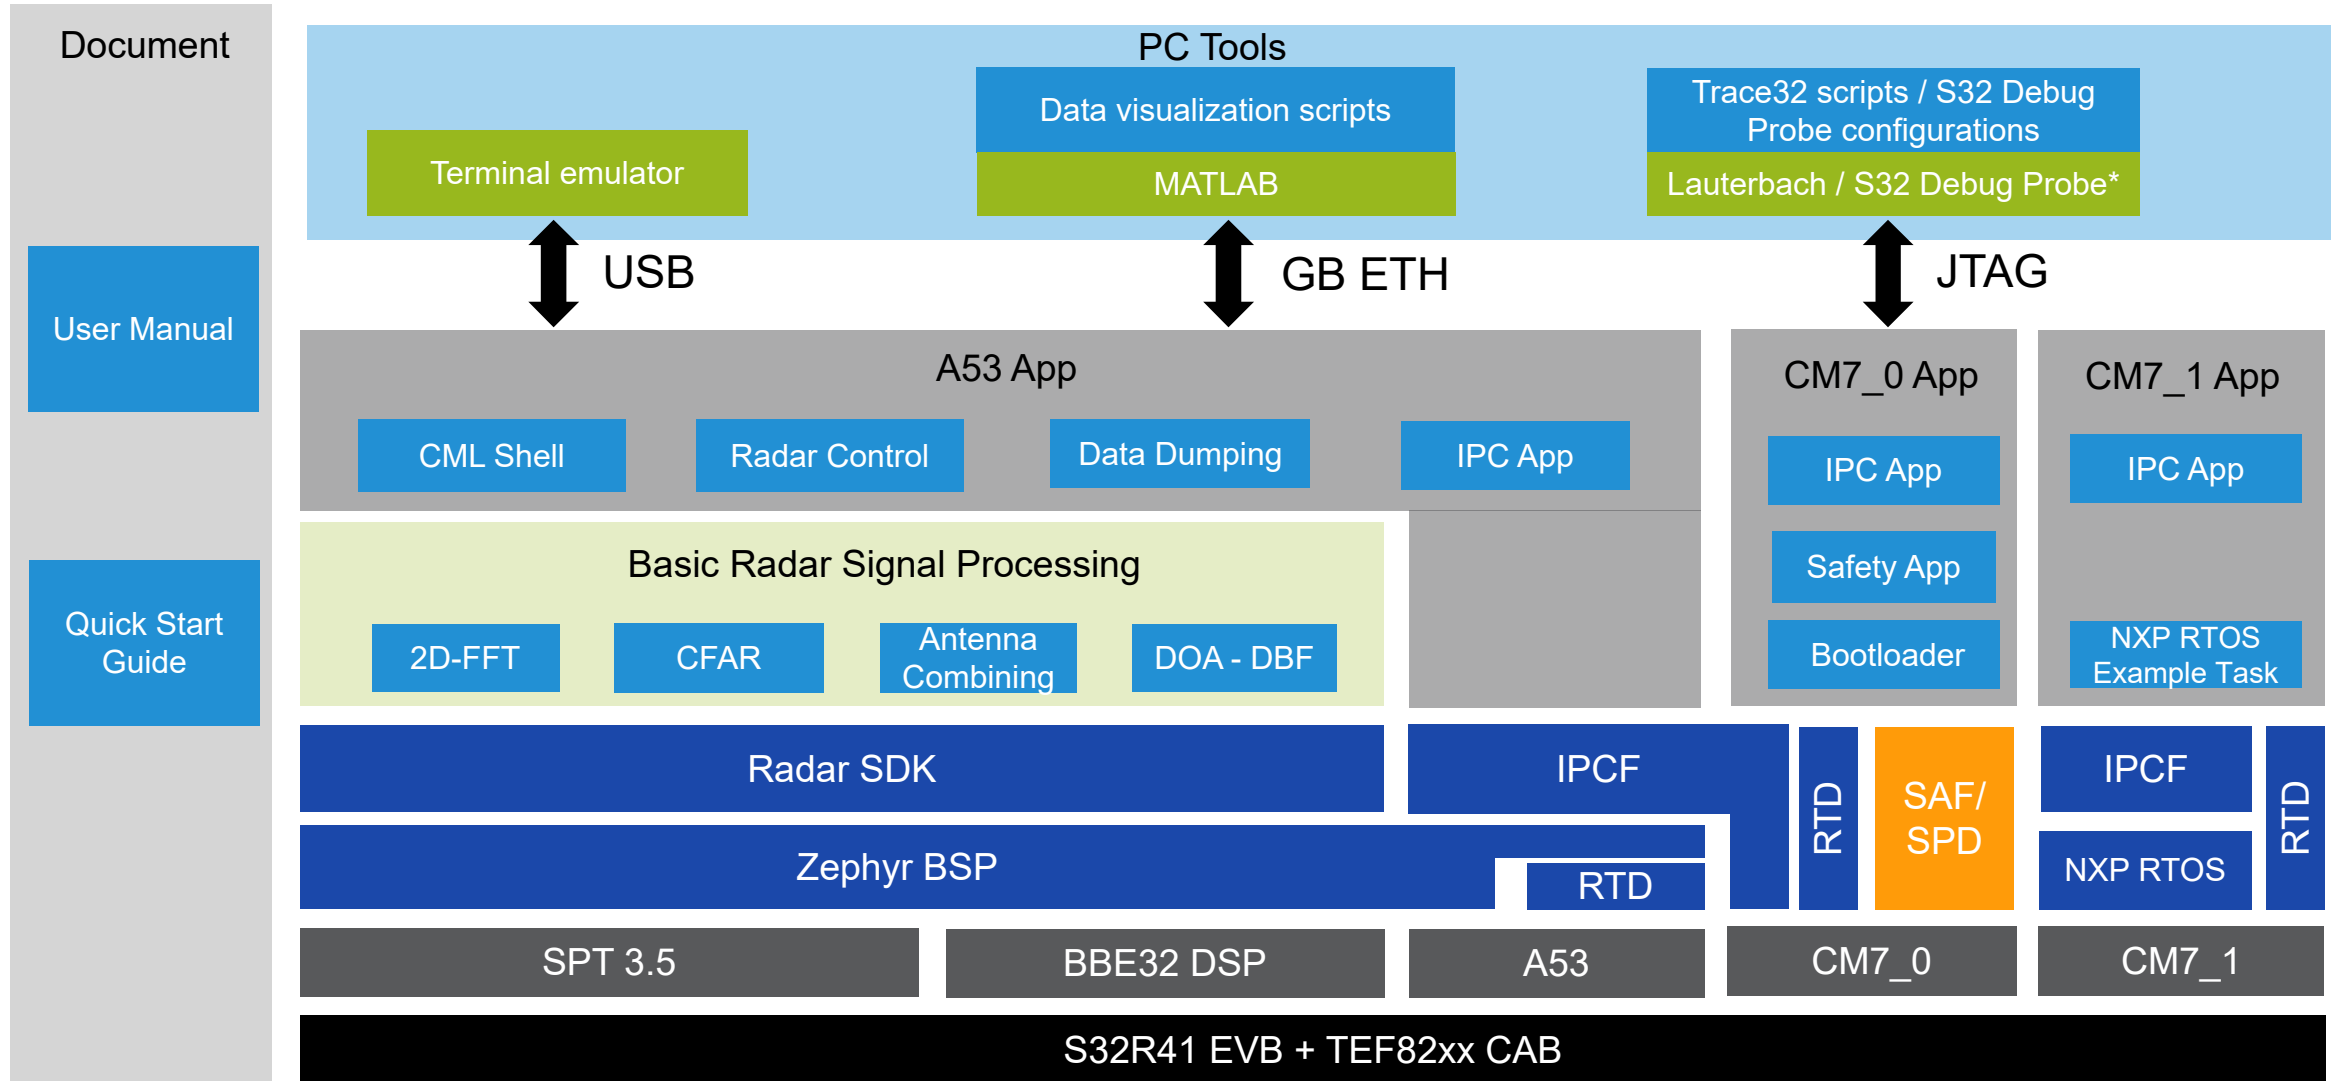 Document
User Manual
Quick Start
Guide
PC Tools
Terminal emulator
Data visualization scripts
MATLAB
Trace32 scripts / S32 Debug
Probe configurations
Lauterbach / S32 Debug Probe*
USB
GB ETH
JTAG
A53 App
CML Shell
Radar Control
Data Dumping
IPC App
CM7_0 App
IPC App
Safety App
Bootloader
CM7_1 App
IPC App
NXP RTOS
Example Task
Basic Radar Signal Processing
2D-FFT
CFAR
Antenna
Combining
DOA - DBF
Radar SDK
IPCF
RTD
SAF/
SPD
IPCF
RTD
Zephyr BSP
RTD
NXP RTOS
SPT 3.5
BBE32 DSP
A53
CM7_0
CM7_1
S32R41 EVB + TEF82xx CAB